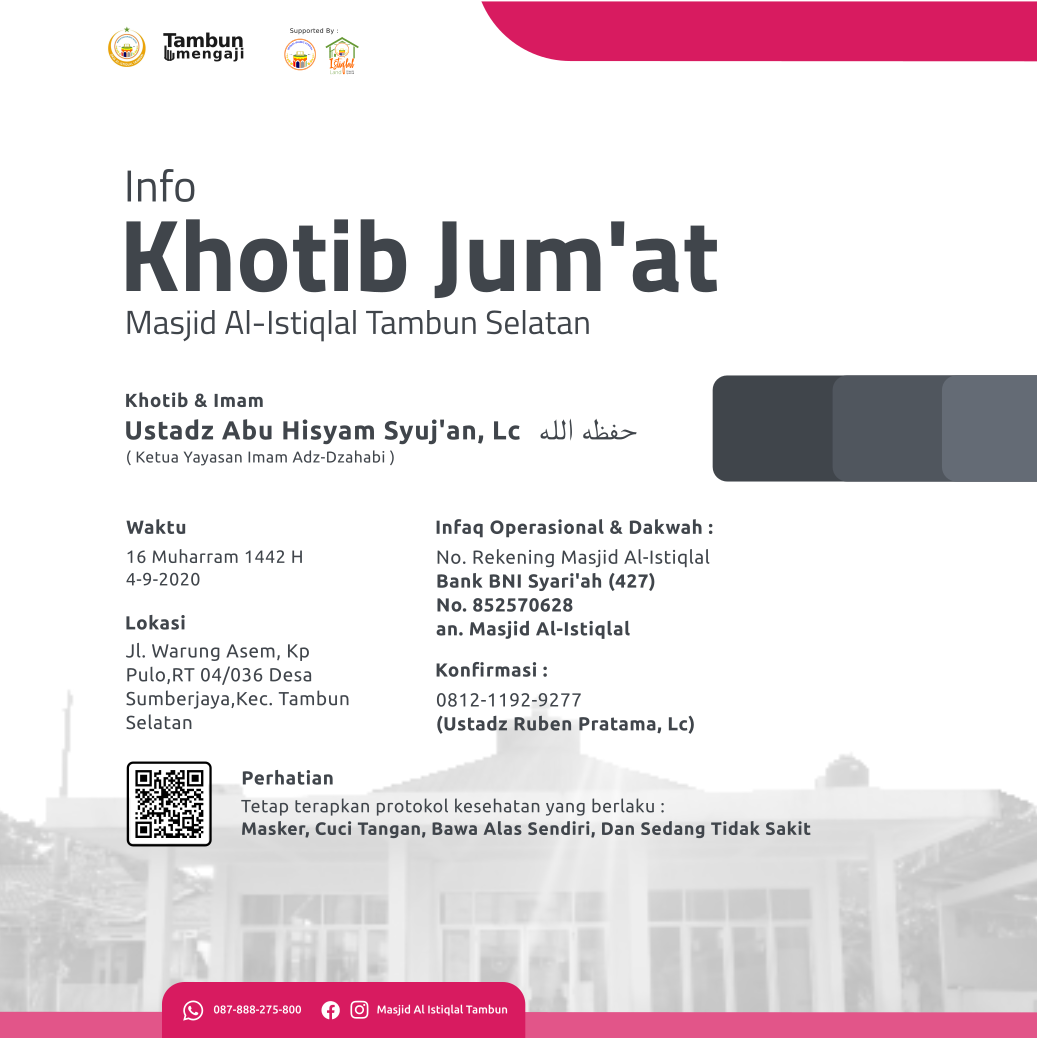 Tambun
mengaji
Supported By :
Istiqlal
Info
Khotib Jum'at
Masjid Al-Istiqlal Tambun Selatan
Khotib & Imam
Ustadz Abu Hisyam Syuj'an, Lc حفظه الله
( Ketua Yayasan Imam Adz-Dzahabi )
Waktu
16 Muharram 1442 H
4-9-2020
Lokasi
Jl. Warung Asem, Kp
Pulo,RT 04/036 Desa
Sumberjaya,Kec. Tambun
Selatan
Infaq Operasional & Dakwah :
No. Rekening Masjid Al-Istiqlal
Bank BNI Syari'ah (427)
No. 852570628
an. Masjid Al-Istiqlal
Konfirmasi :
0812-1192-9277
(Ustadz Ruben Pratama, Lc)
Perhatian
Tetap terapkan protokol kesehatan yang berlaku :
Masker, Cuci Tangan, Bawa Alas Sendiri, Dan Sedang Tidak Sakit
087-888-275-800
Masjid Al Istiqlal Tambun